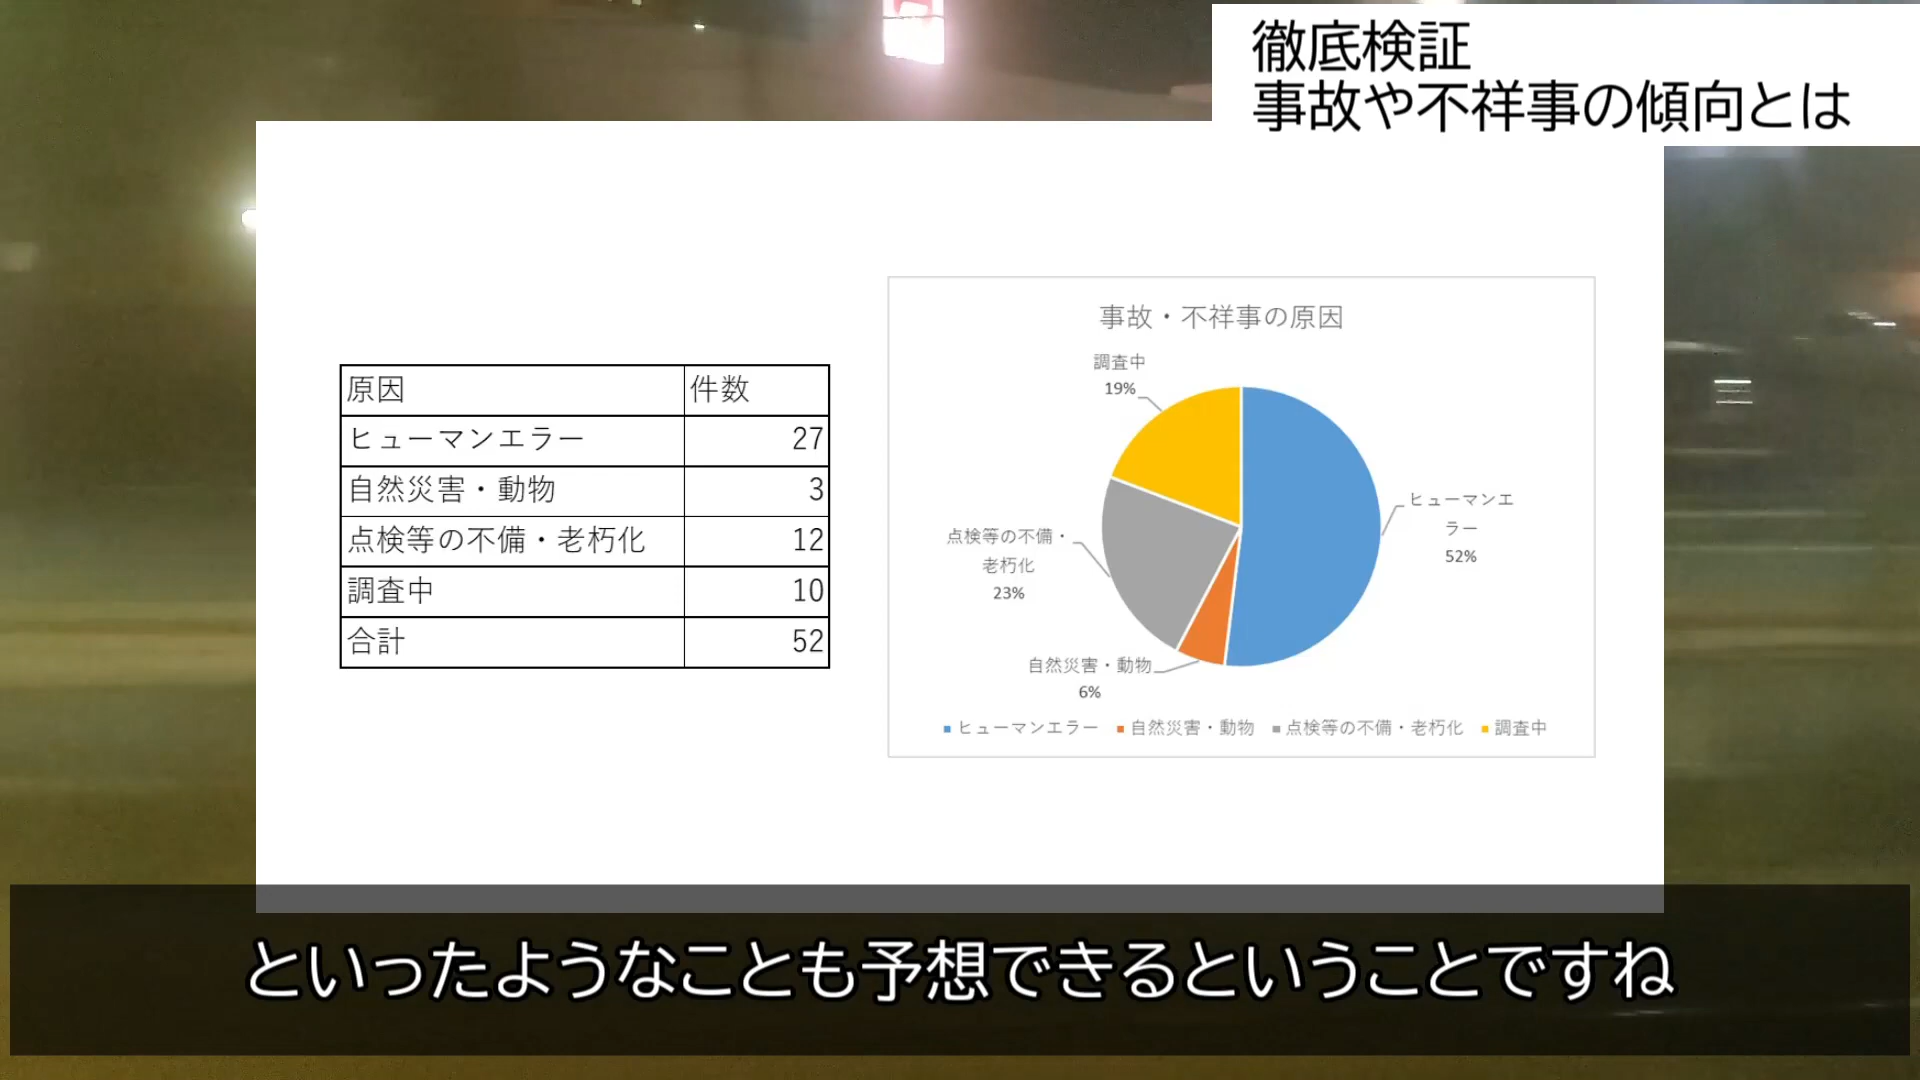 徹底検証
事故や不祥事の傾向とは
原因 件数
ヒューマンエラー 27
自然災害・動物 3
点検等の不備・老朽化 12
調査中 10
合計 52
事故・不祥事の原因
調査中
19%
ヒューマンエ
ラー
52%
点検等の不備・
老朽化
23%
自然災害・動物
6%
ヒューマンエラー 自然災害・動物 点検等の不備・老朽化 調査中
といったようなことも予想できるということですね